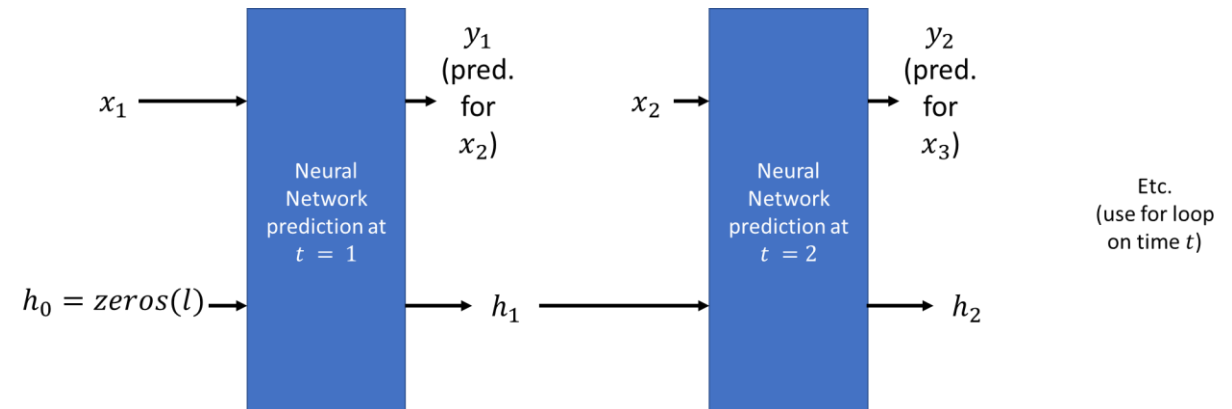 x₁
h₀ = zeros(l)
Neural
Network
prediction at
t = 1
y₁
(pred.
for
x₂)
h₁
x₂
Neural
Network
prediction at
t = 2
y₂
(pred.
for
x₃)
h₂
Etc.
(use for loop
on time t)